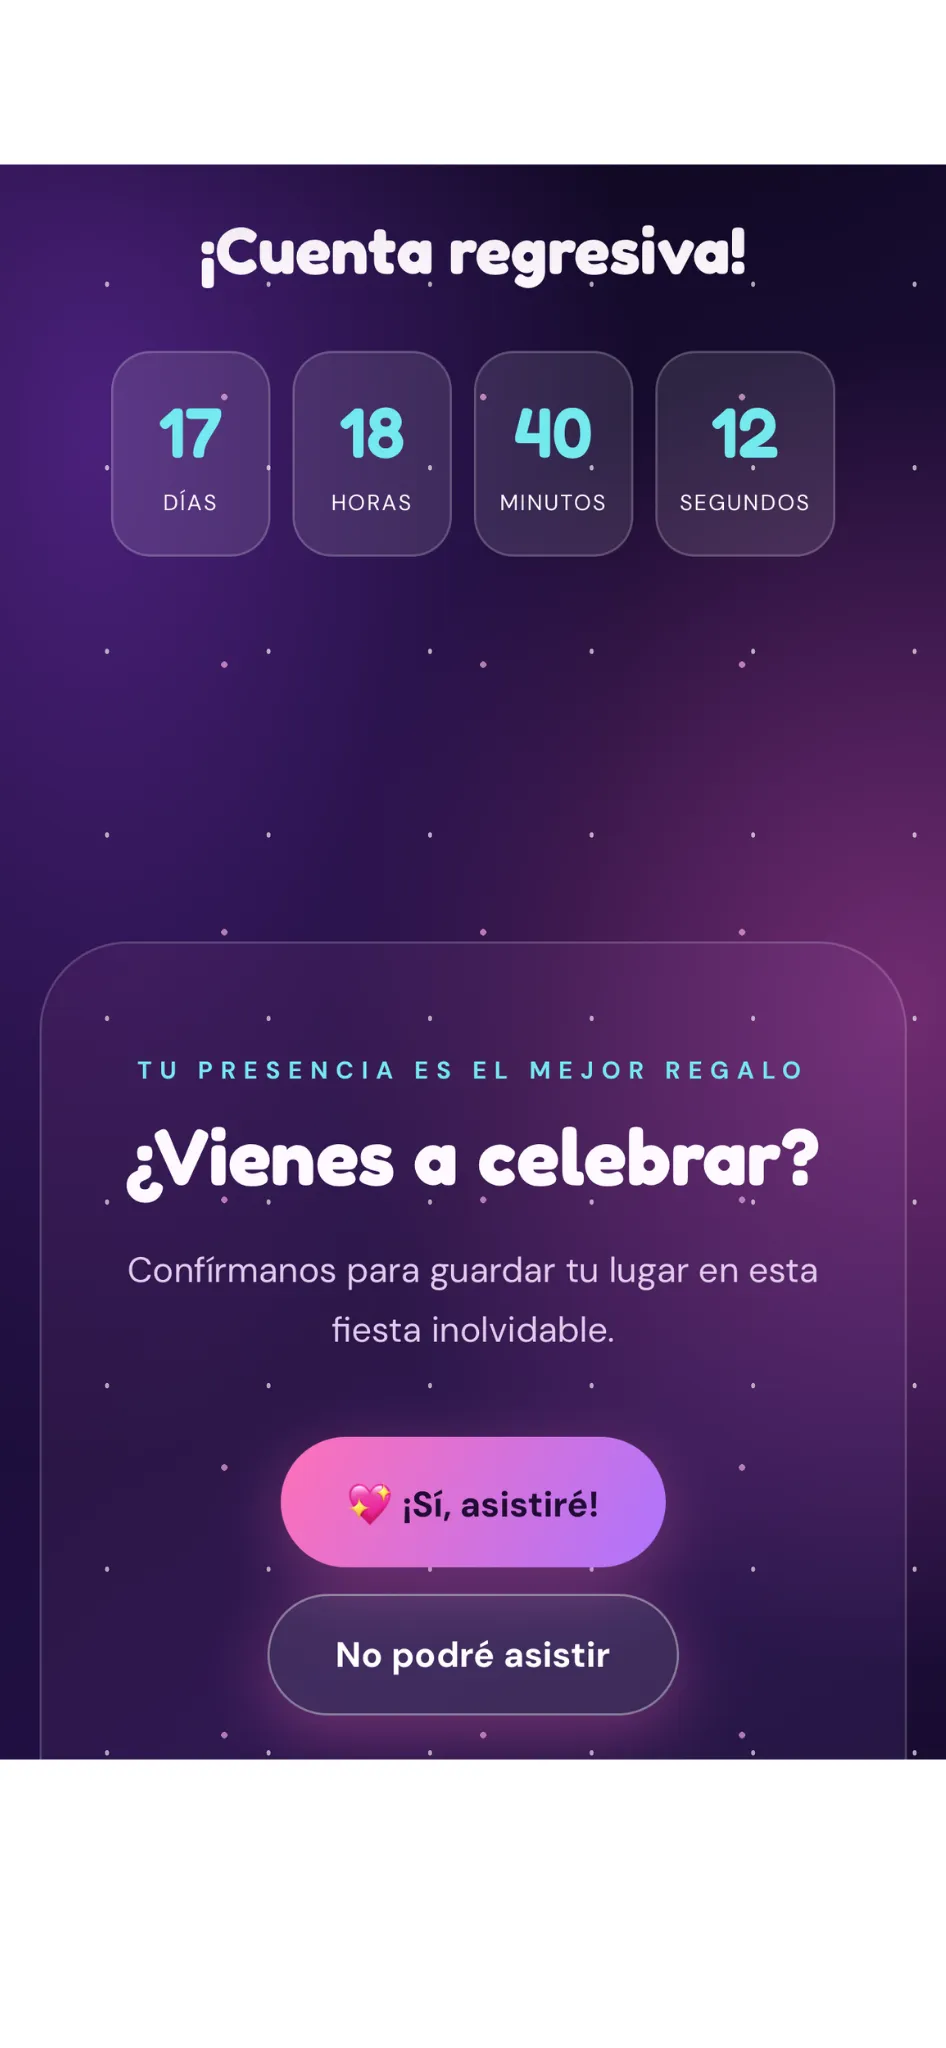 ¡Cuenta regresiva!
17 18 40 12
DÍAS HORAS MINUTOS SEGUNDOS
TU PRESENCIA ES EL MEJOR REGALO
¿Vienes a celebrar?
Confírmanos para guardar tu lugar en esta
fiesta inolvidable.
💖 ¡Sí, asistiré!
No podré asistir